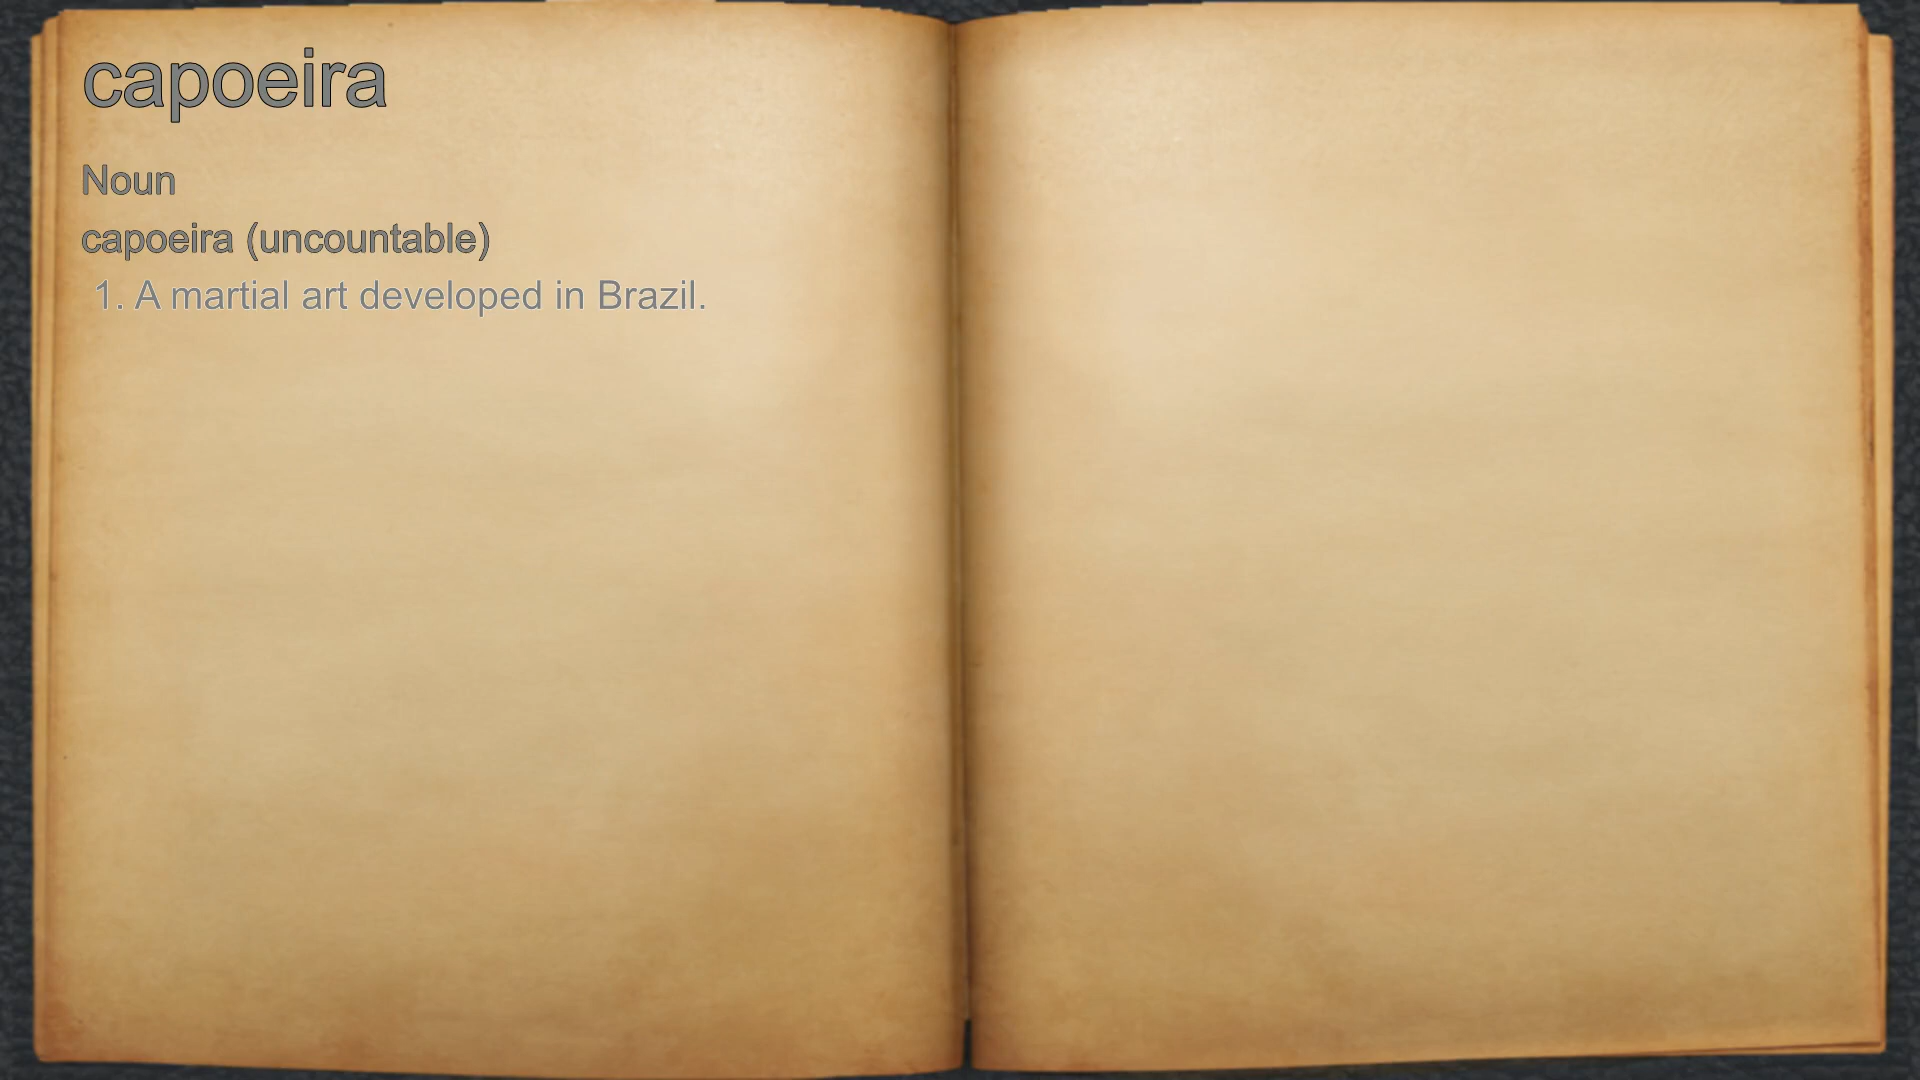 capoeira
Noun
capoeira (uncountable)
1. A martial art developed in Brazil.